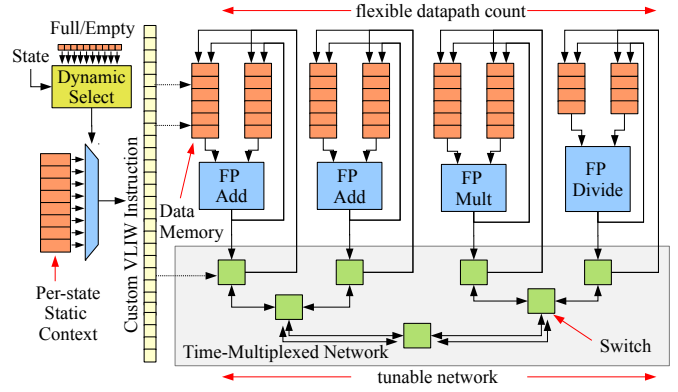 flexible datapath count
Full/Empty
State
Dynamic
Select
Custom VLIW Instruction
FP
Add
FP
Add
FP
Mult
FP
Divide
Data
Memory
Per-state
Static
Context
Time-Multiplexed Network
Switch
tunable network